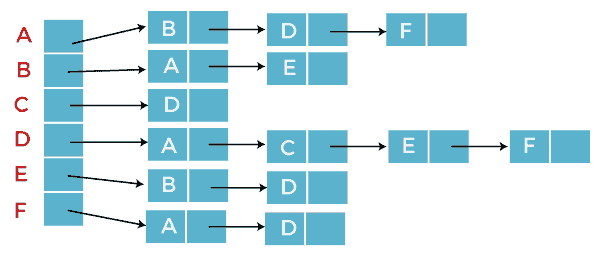 A B D F
B A E
C D
D A C E F
E B D
F A D